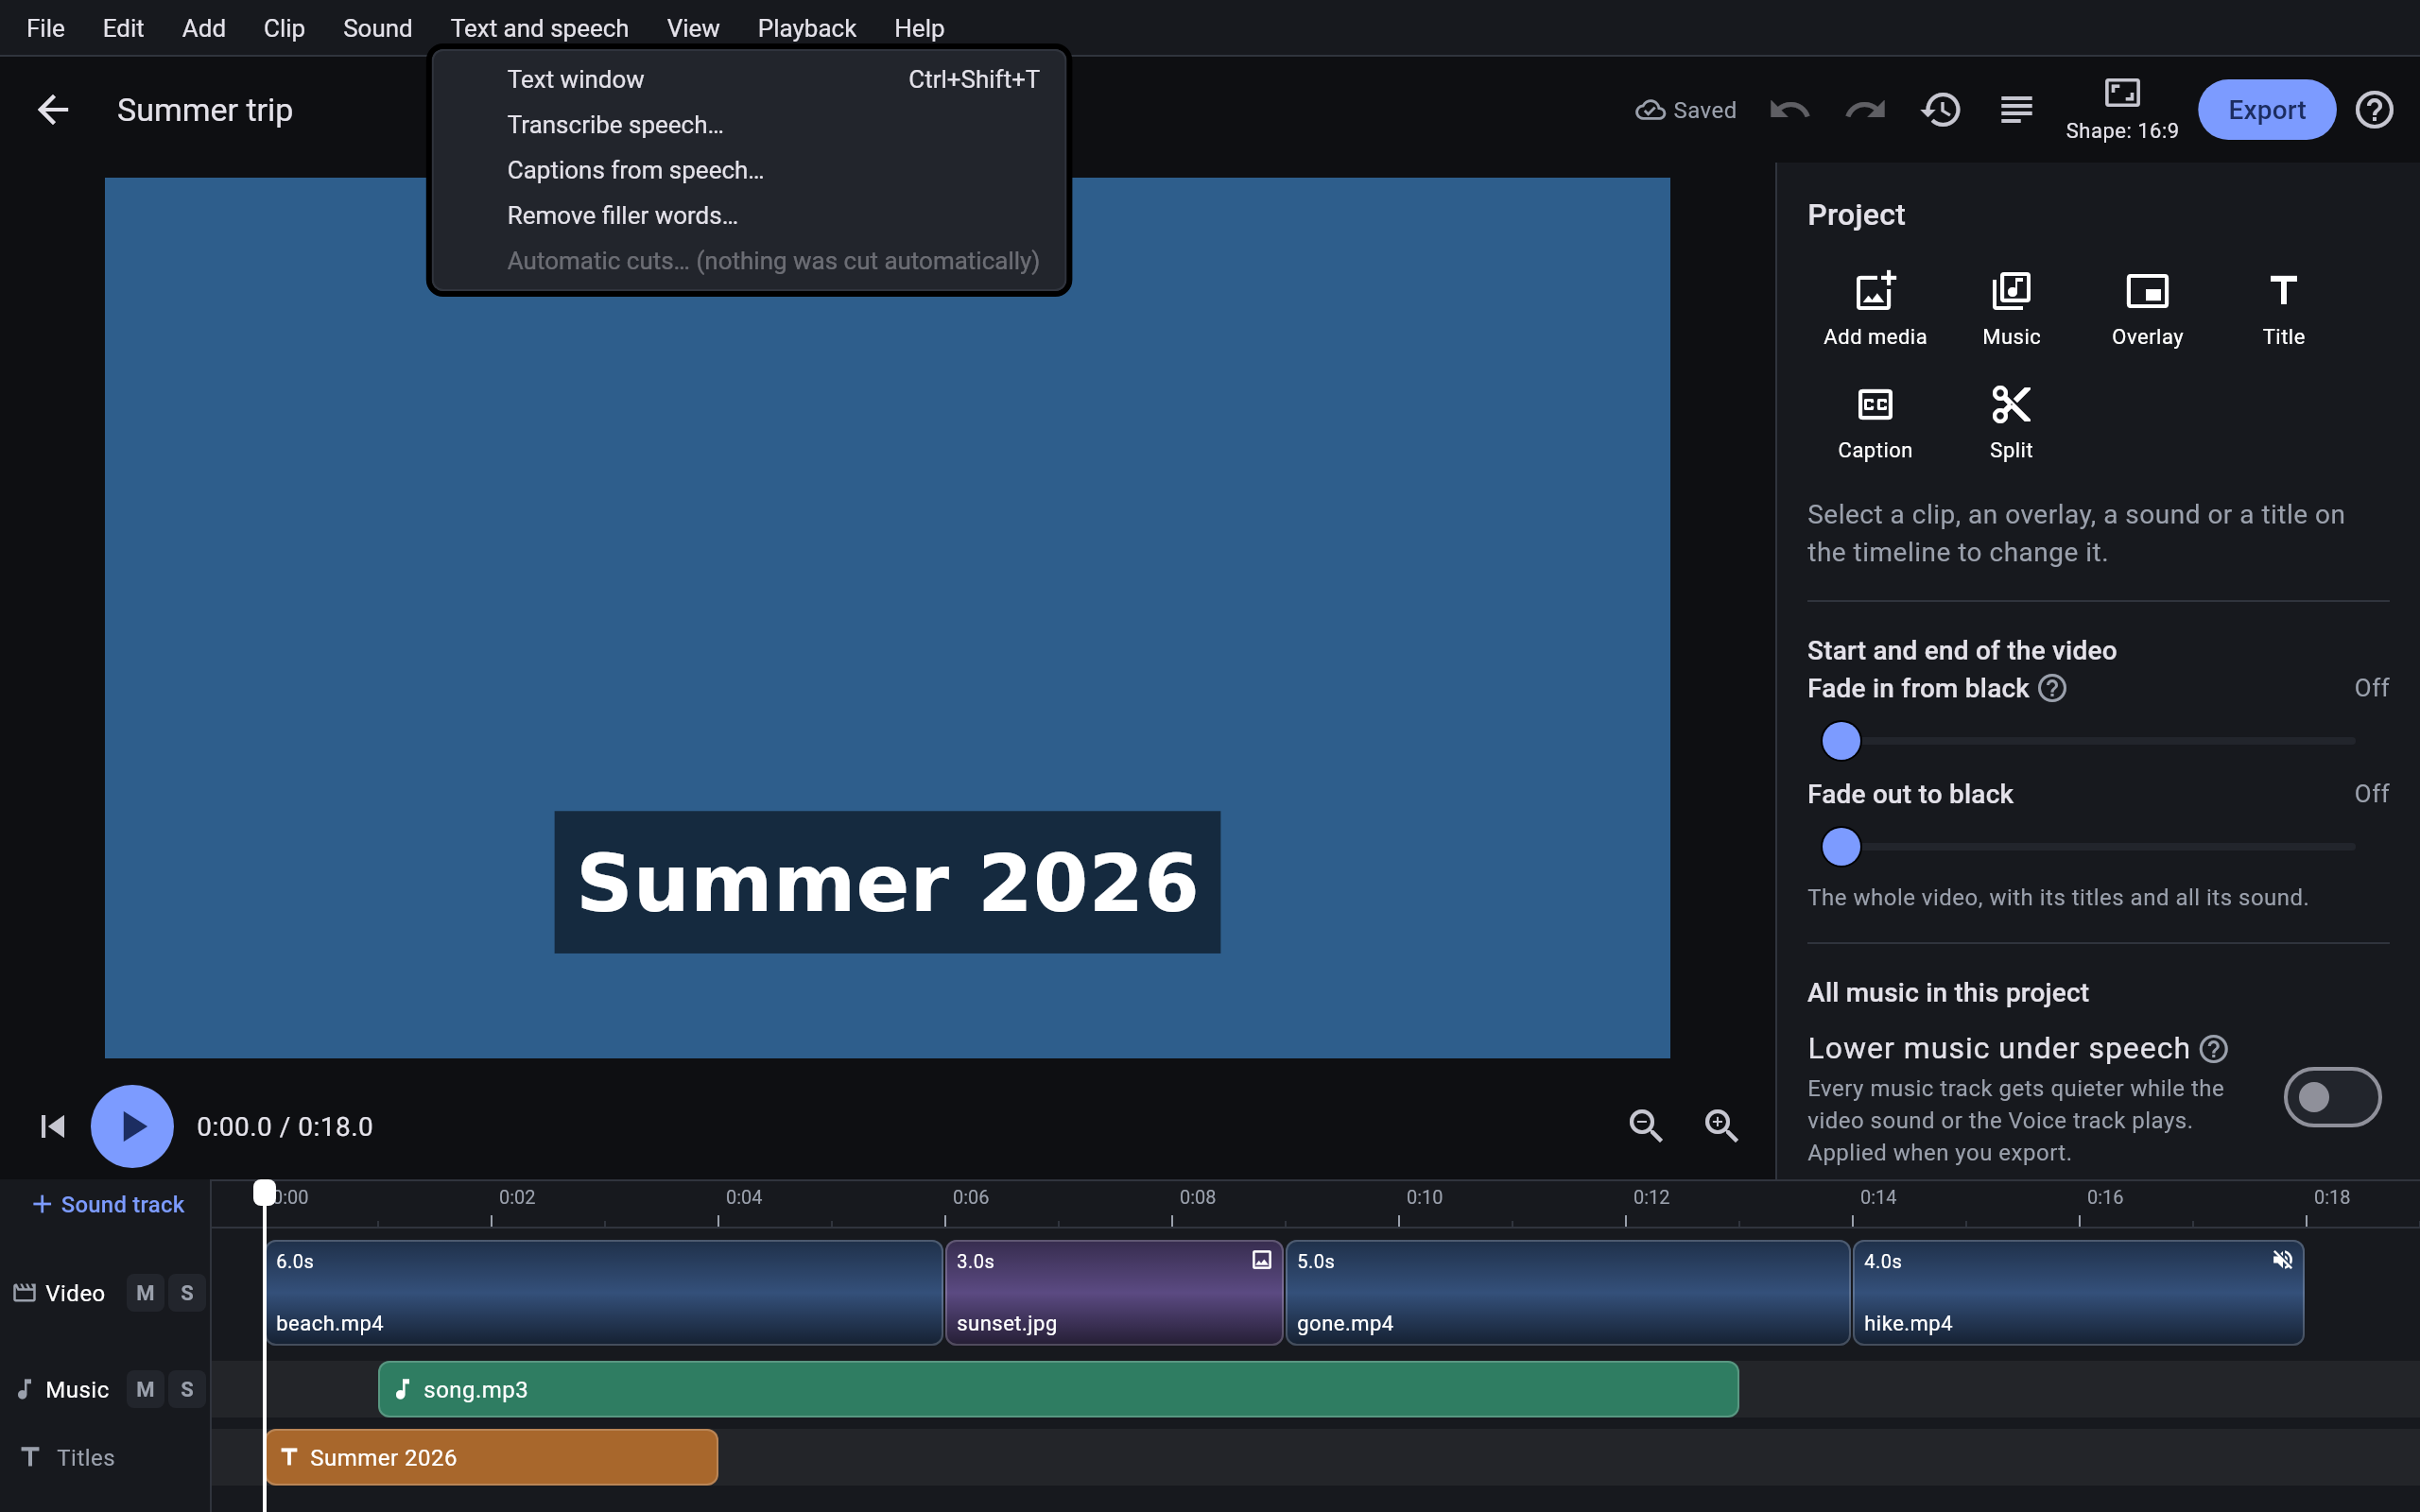 File Edit Add Clip Sound Text and speech View Playback Help
Text window Ctrl+Shift+T
Transcribe speech...
Captions from speech...
Remove filler words...
Automatic cuts... (nothing was cut automatically)
Summer trip
Saved
Shape: 16:9
Export
Summer 2026
Project
Add media Music Overlay Title
Caption Split
Select a clip, an overlay, a sound or a title on
the timeline to change it.
Start and end of the video
Fade in from black Off
Fade out to black Off
The whole video, with its titles and all its sound.
All music in this project
Lower music under speech
Every music track gets quieter while the
video sound or the Voice track plays.
Applied when you export.
0:00.0 / 0:18.0
+ Sound track
0:00 0:02 0:04 0:06 0:08 0:10 0:12 0:14 0:16 0:18
Video M S
6.0s
beach.mp4
3.0s
sunset.jpg
5.0s
gone.mp4
4.0s
hike.mp4
Music M S
song.mp3
Titles
Summer 2026